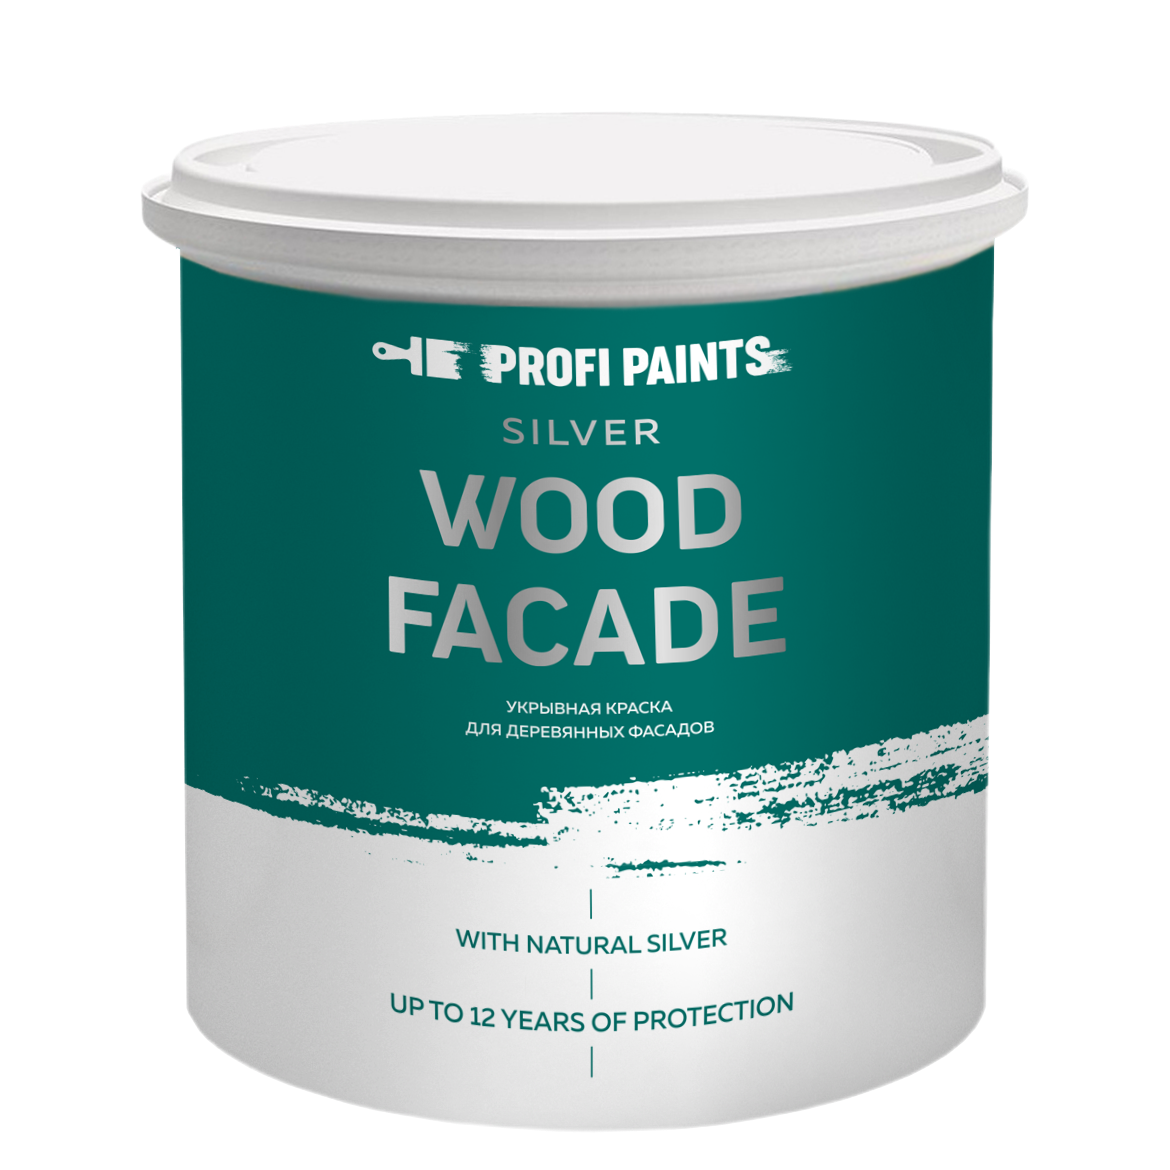 PROFI PAINTS
SILVER
WOOD
FACADE
УКРЫВНАЯ КРАСКА
ДЛЯ ДЕРЕВЯННЫХ ФАСАДОВ
WITH NATURAL SILVER
UP TO 12 YEARS OF PROTECTION